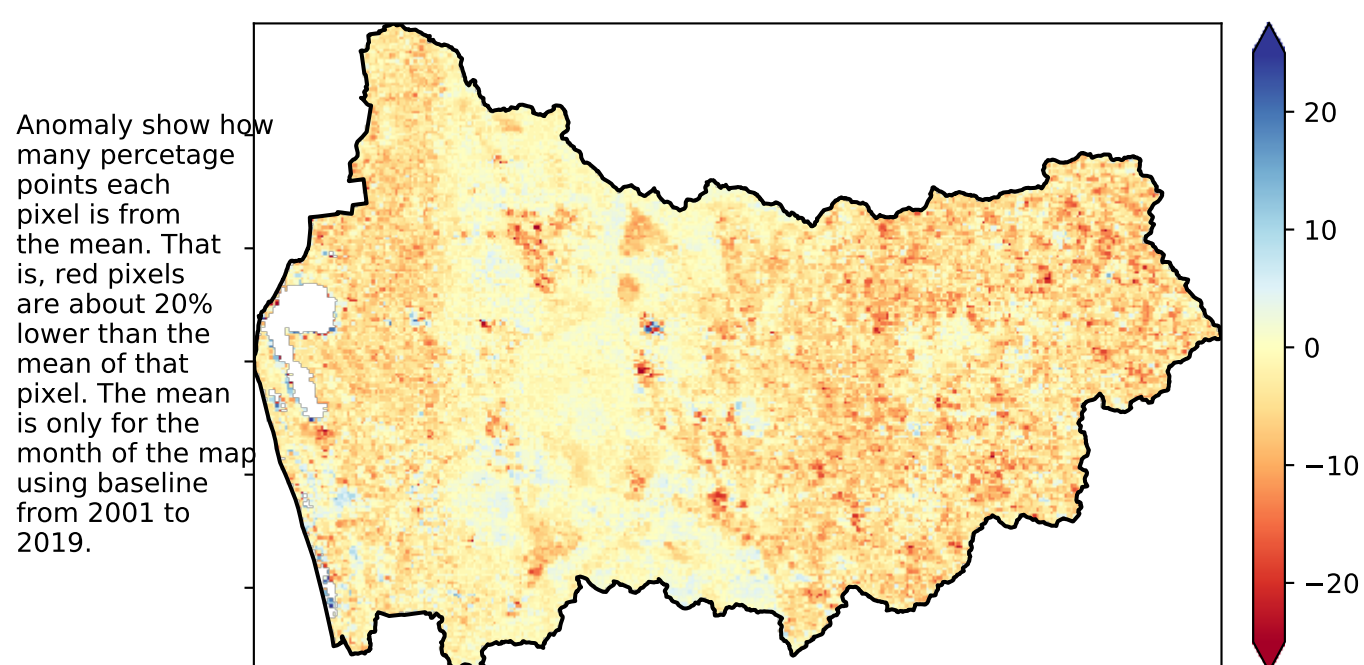 Anomaly show how
many percetage
points each
pixel is from
the mean. That
is, red pixels
are about 20%
lower than the
mean of that
pixel. The mean
is only for the
month of the map
using baseline
from 2001 to
2019.
20
10
0
−10
−20